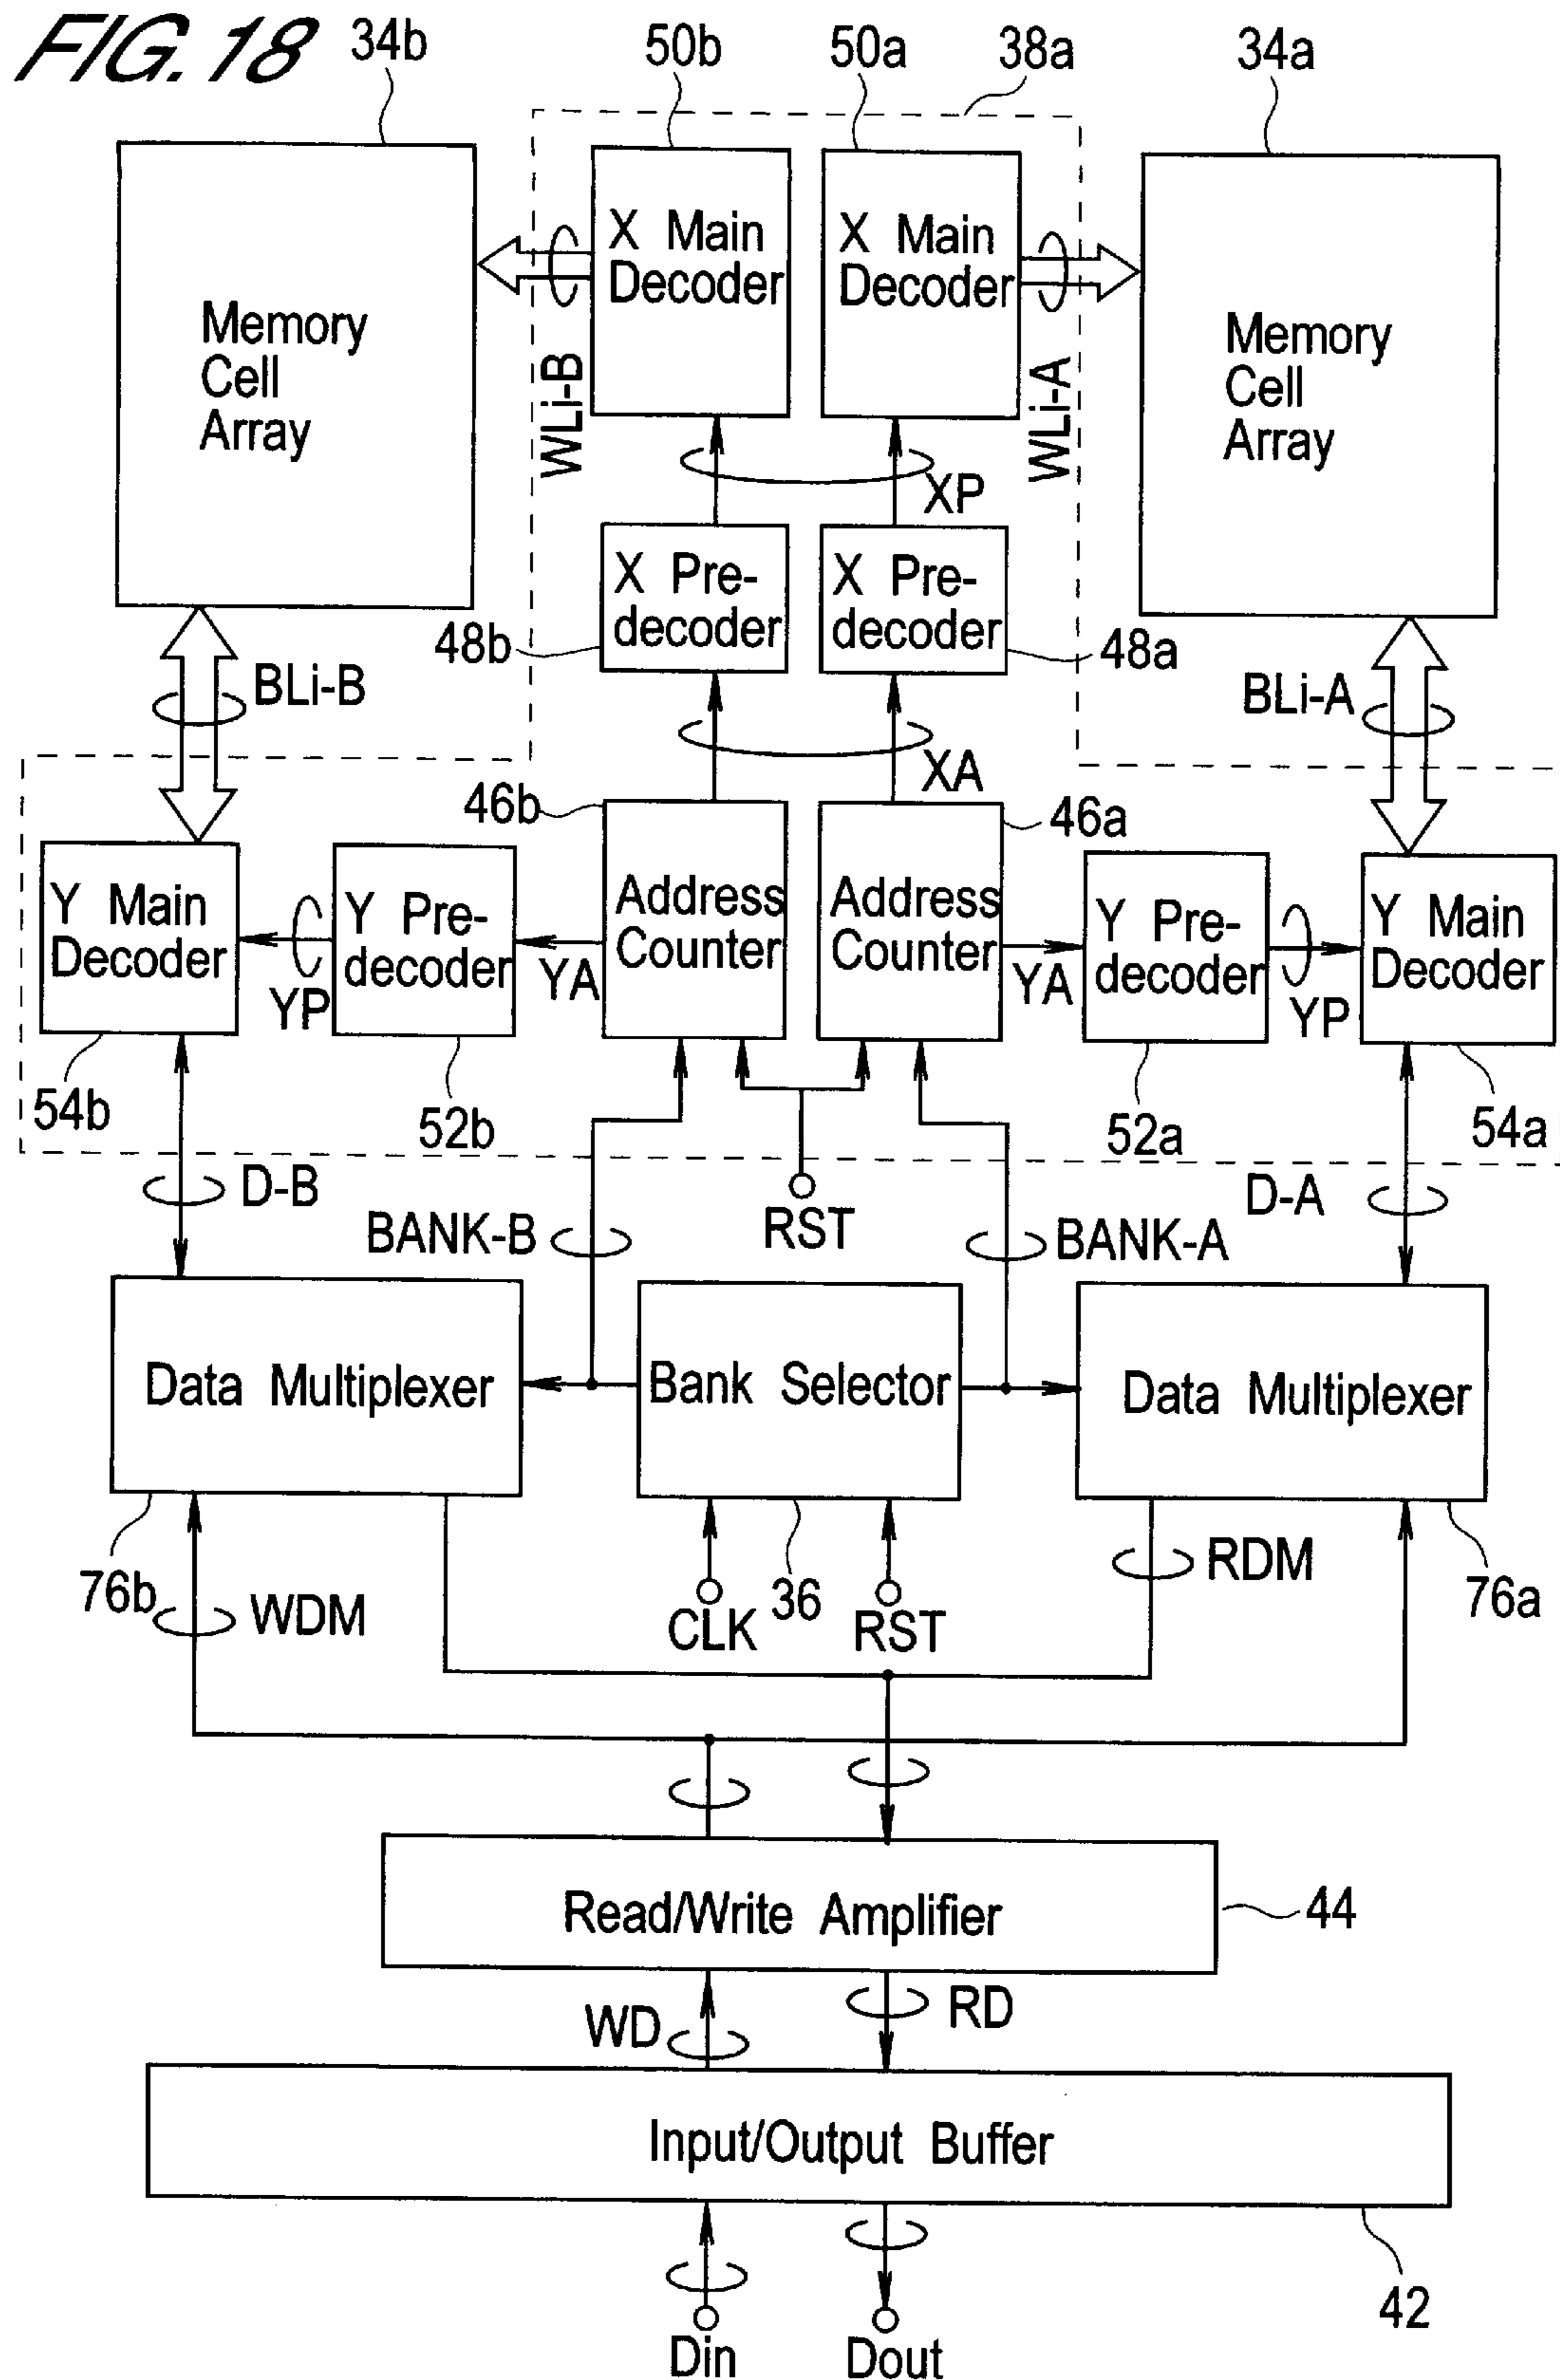 FIG. 18
34b
50b
50a
38a
34a
Memory
Cell
Array
X Main
Decoder
X Main
Decoder
Memory
Cell
Array
WLi-B
WLi-A
XP
X Pre-
decoder
X Pre-
decoder
48b
48a
BLi-B
BLi-A
XA
46b
46a
Y Main
Decoder
YP
Y Pre-
decoder
YA
Address
Counter
Address
Counter
YA
Y Pre-
decoder
YP
Y Main
Decoder
54b
52b
52a
54a
D-B
BANK-B
RST
BANK-A
D-A
Data Multiplexer
Bank Selector
Data Multiplexer
76b
WDM
CLK
36
RST
RDM
76a
Read/Write Amplifier
44
WD
RD
Input/Output Buffer
42
Din
Dout